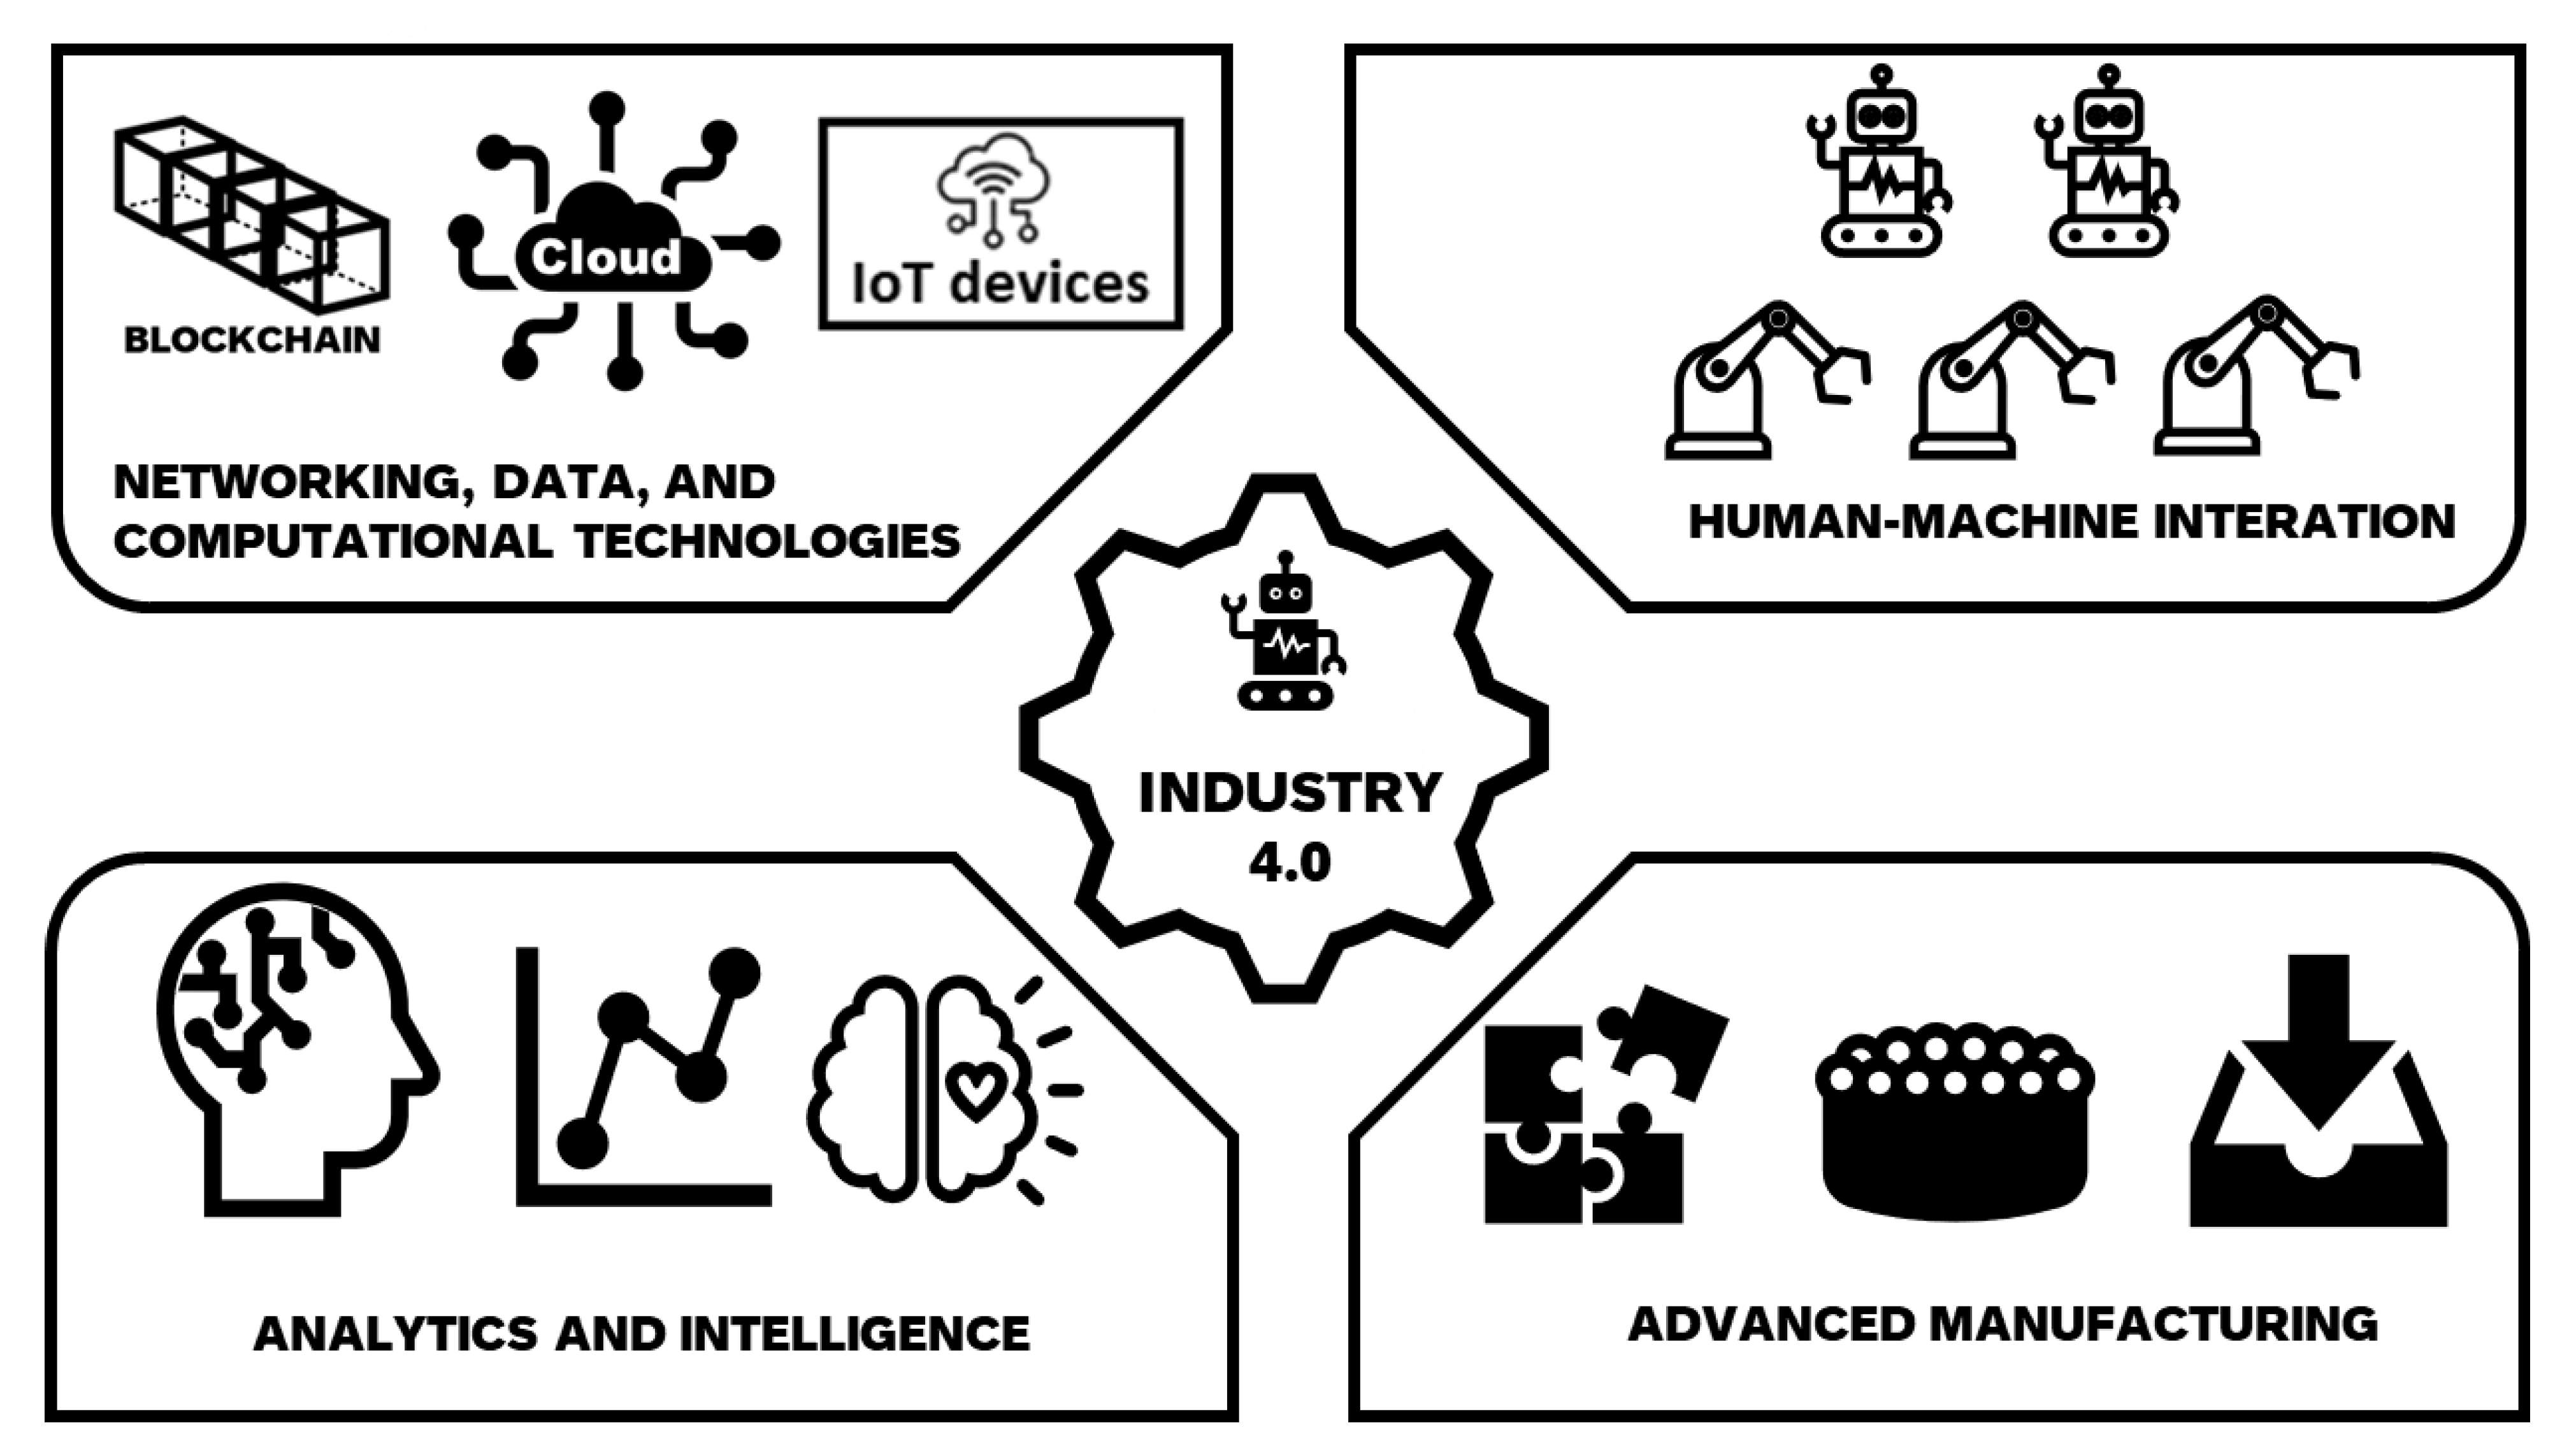 BLOCKCHAIN
Cloud
IoT devices
NETWORKING, DATA, AND
COMPUTATIONAL TECHNOLOGIES
HUMAN-MACHINE INTERATION
INDUSTRY
4.0
ANALYTICS AND INTELLIGENCE
ADVANCED MANUFACTURING